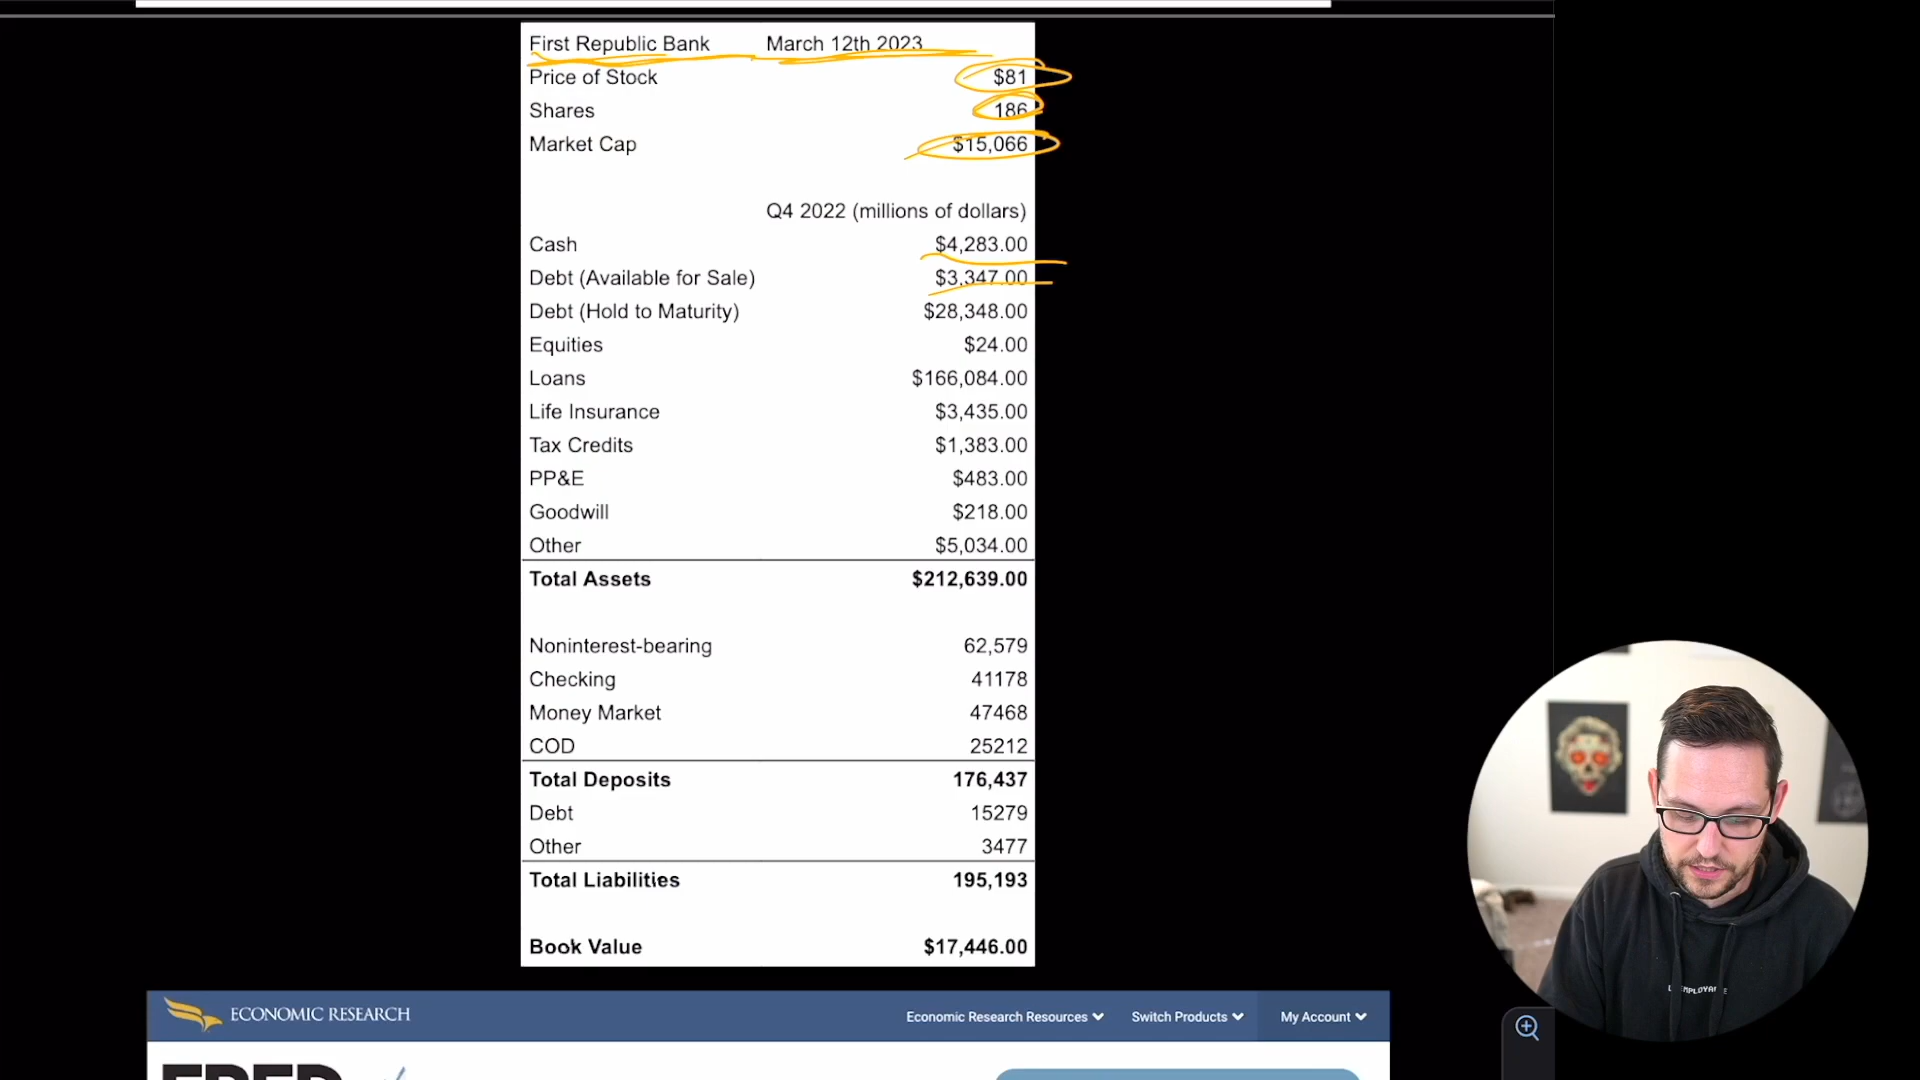 First Republic Bank March 12th 2023
Price of Stock $81
Shares 186
Market Cap $15,066
Q4 2022 (millions of dollars)
Cash $4,283.00
Debt (Available for Sale) $3,347.00
Debt (Hold to Maturity) $28,348.00
Equities $24.00
Loans $166,084.00
Life Insurance $3,435.00
Tax Credits $1,383.00
PP&E $483.00
Goodwill $218.00
Other $5,034.00
Total Assets $212,639.00
Noninterest-bearing 62,579
Checking 41178
Money Market 47468
COD 25212
Total Deposits 176,437
Debt 15279
Other 3477
Total Liabilities 195,193
Book Value $17,446.00
ECONOMIC RESEARCH Economic Research Resources Switch Products My Account
FRED